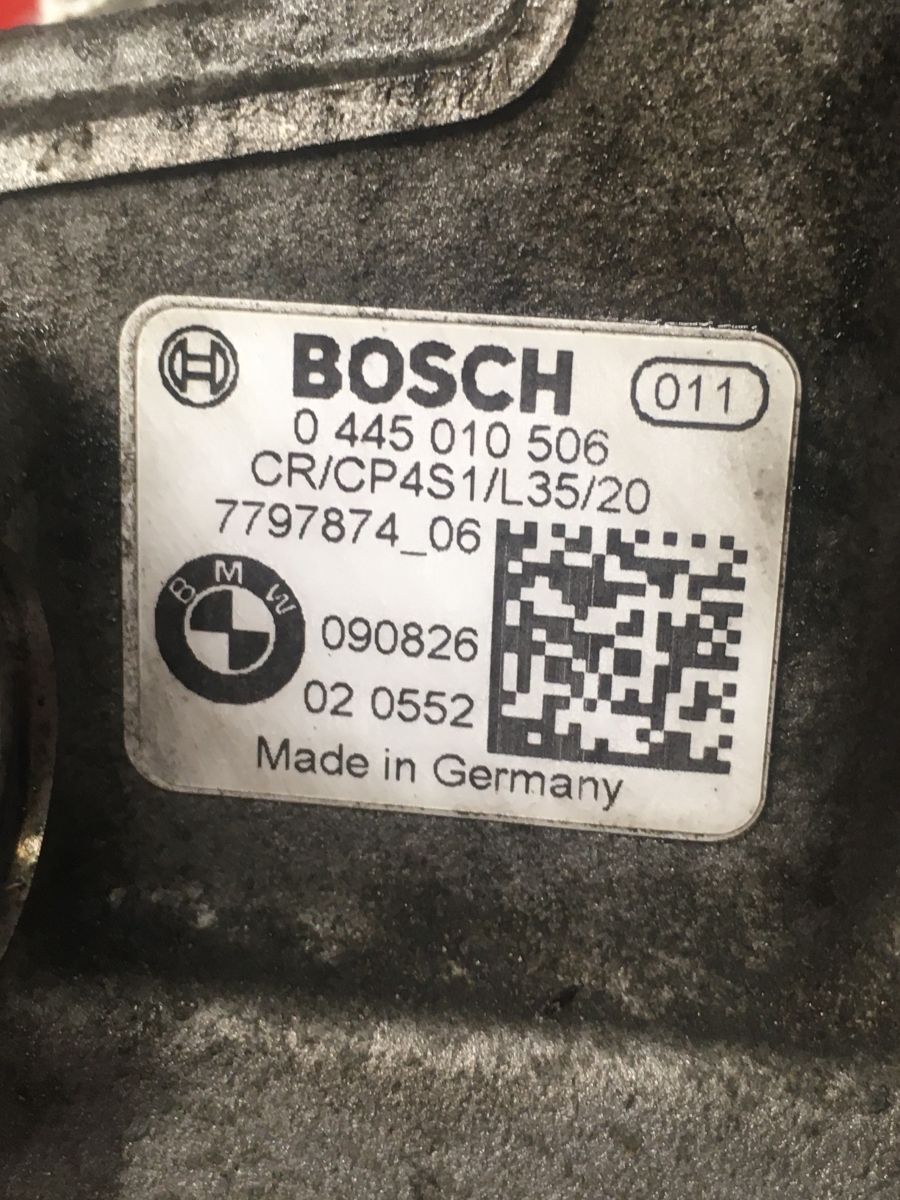 BOSCH 011
0 445 010 506
CR/CP4S1/L35/20
7797874_06
BMW
090826
02 0552
Made in Germany